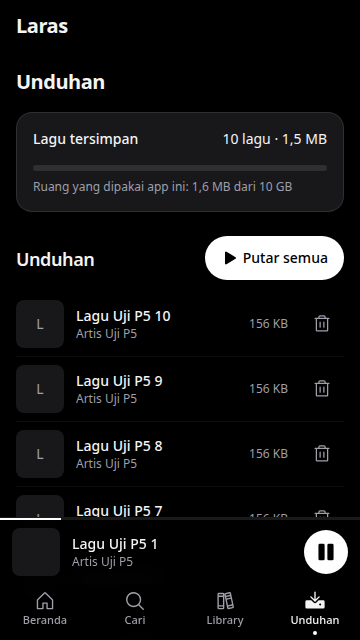 Laras
Unduhan
Lagu tersimpan
10 lagu · 1,5 MB
Ruang yang dipakai app ini: 1,6 MB dari 10 GB
Unduhan
Putar semua
L
Lagu Uji P5 10
Artis Uji P5
156 KB
L
Lagu Uji P5 9
Artis Uji P5
156 KB
L
Lagu Uji P5 8
Artis Uji P5
156 KB
L
Lagu Uji P5 7
156 KB
Lagu Uji P5 1
Artis Uji P5
Beranda
Cari
Library
Unduhan